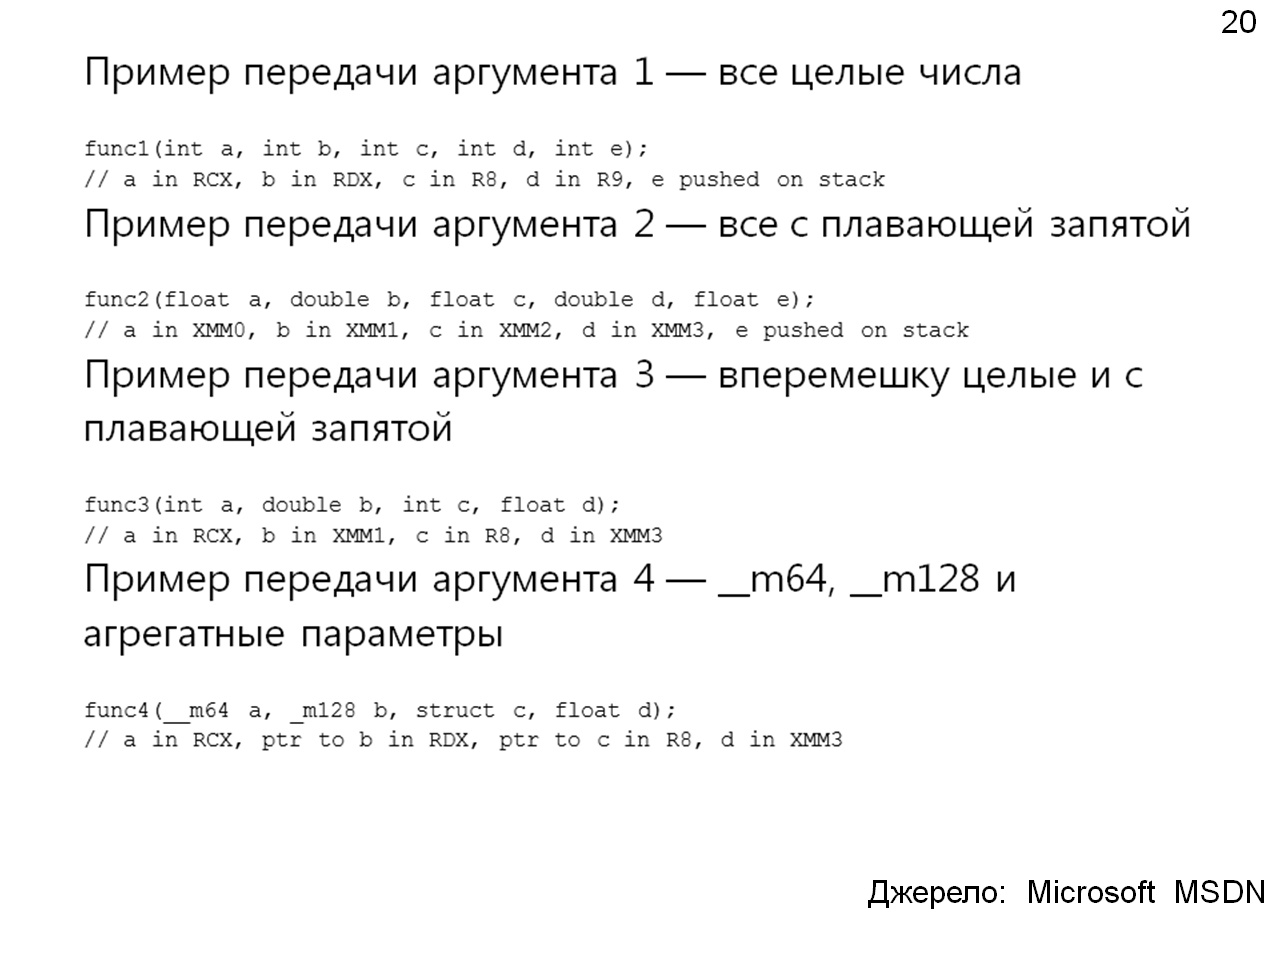 20
Пример передачи аргумента 1 — все целые числа
func1(int a, int b, int c, int d, int e);
// a in RCX, b in RDX, c in R8, d in R9, e pushed on stack
Пример передачи аргумента 2 — все с плавающей запятой
func2(float a, double b, float c, double d, float e);
// a in XMM0, b in XMM1, c in XMM2, d in XMM3, e pushed on stack
Пример передачи аргумента 3 — вперемешку целые и с
плавающей запятой
func3(int a, double b, int c, float d);
// a in RCX, b in XMM1, c in R8, d in XMM3
Пример передачи аргумента 4 — __m64, __m128 и
агрегатные параметры
func4(__m64 a, _m128 b, struct c, float d);
// a in RCX, ptr to b in RDX, ptr to c in R8, d in XMM3
Джерело: Microsoft MSDN